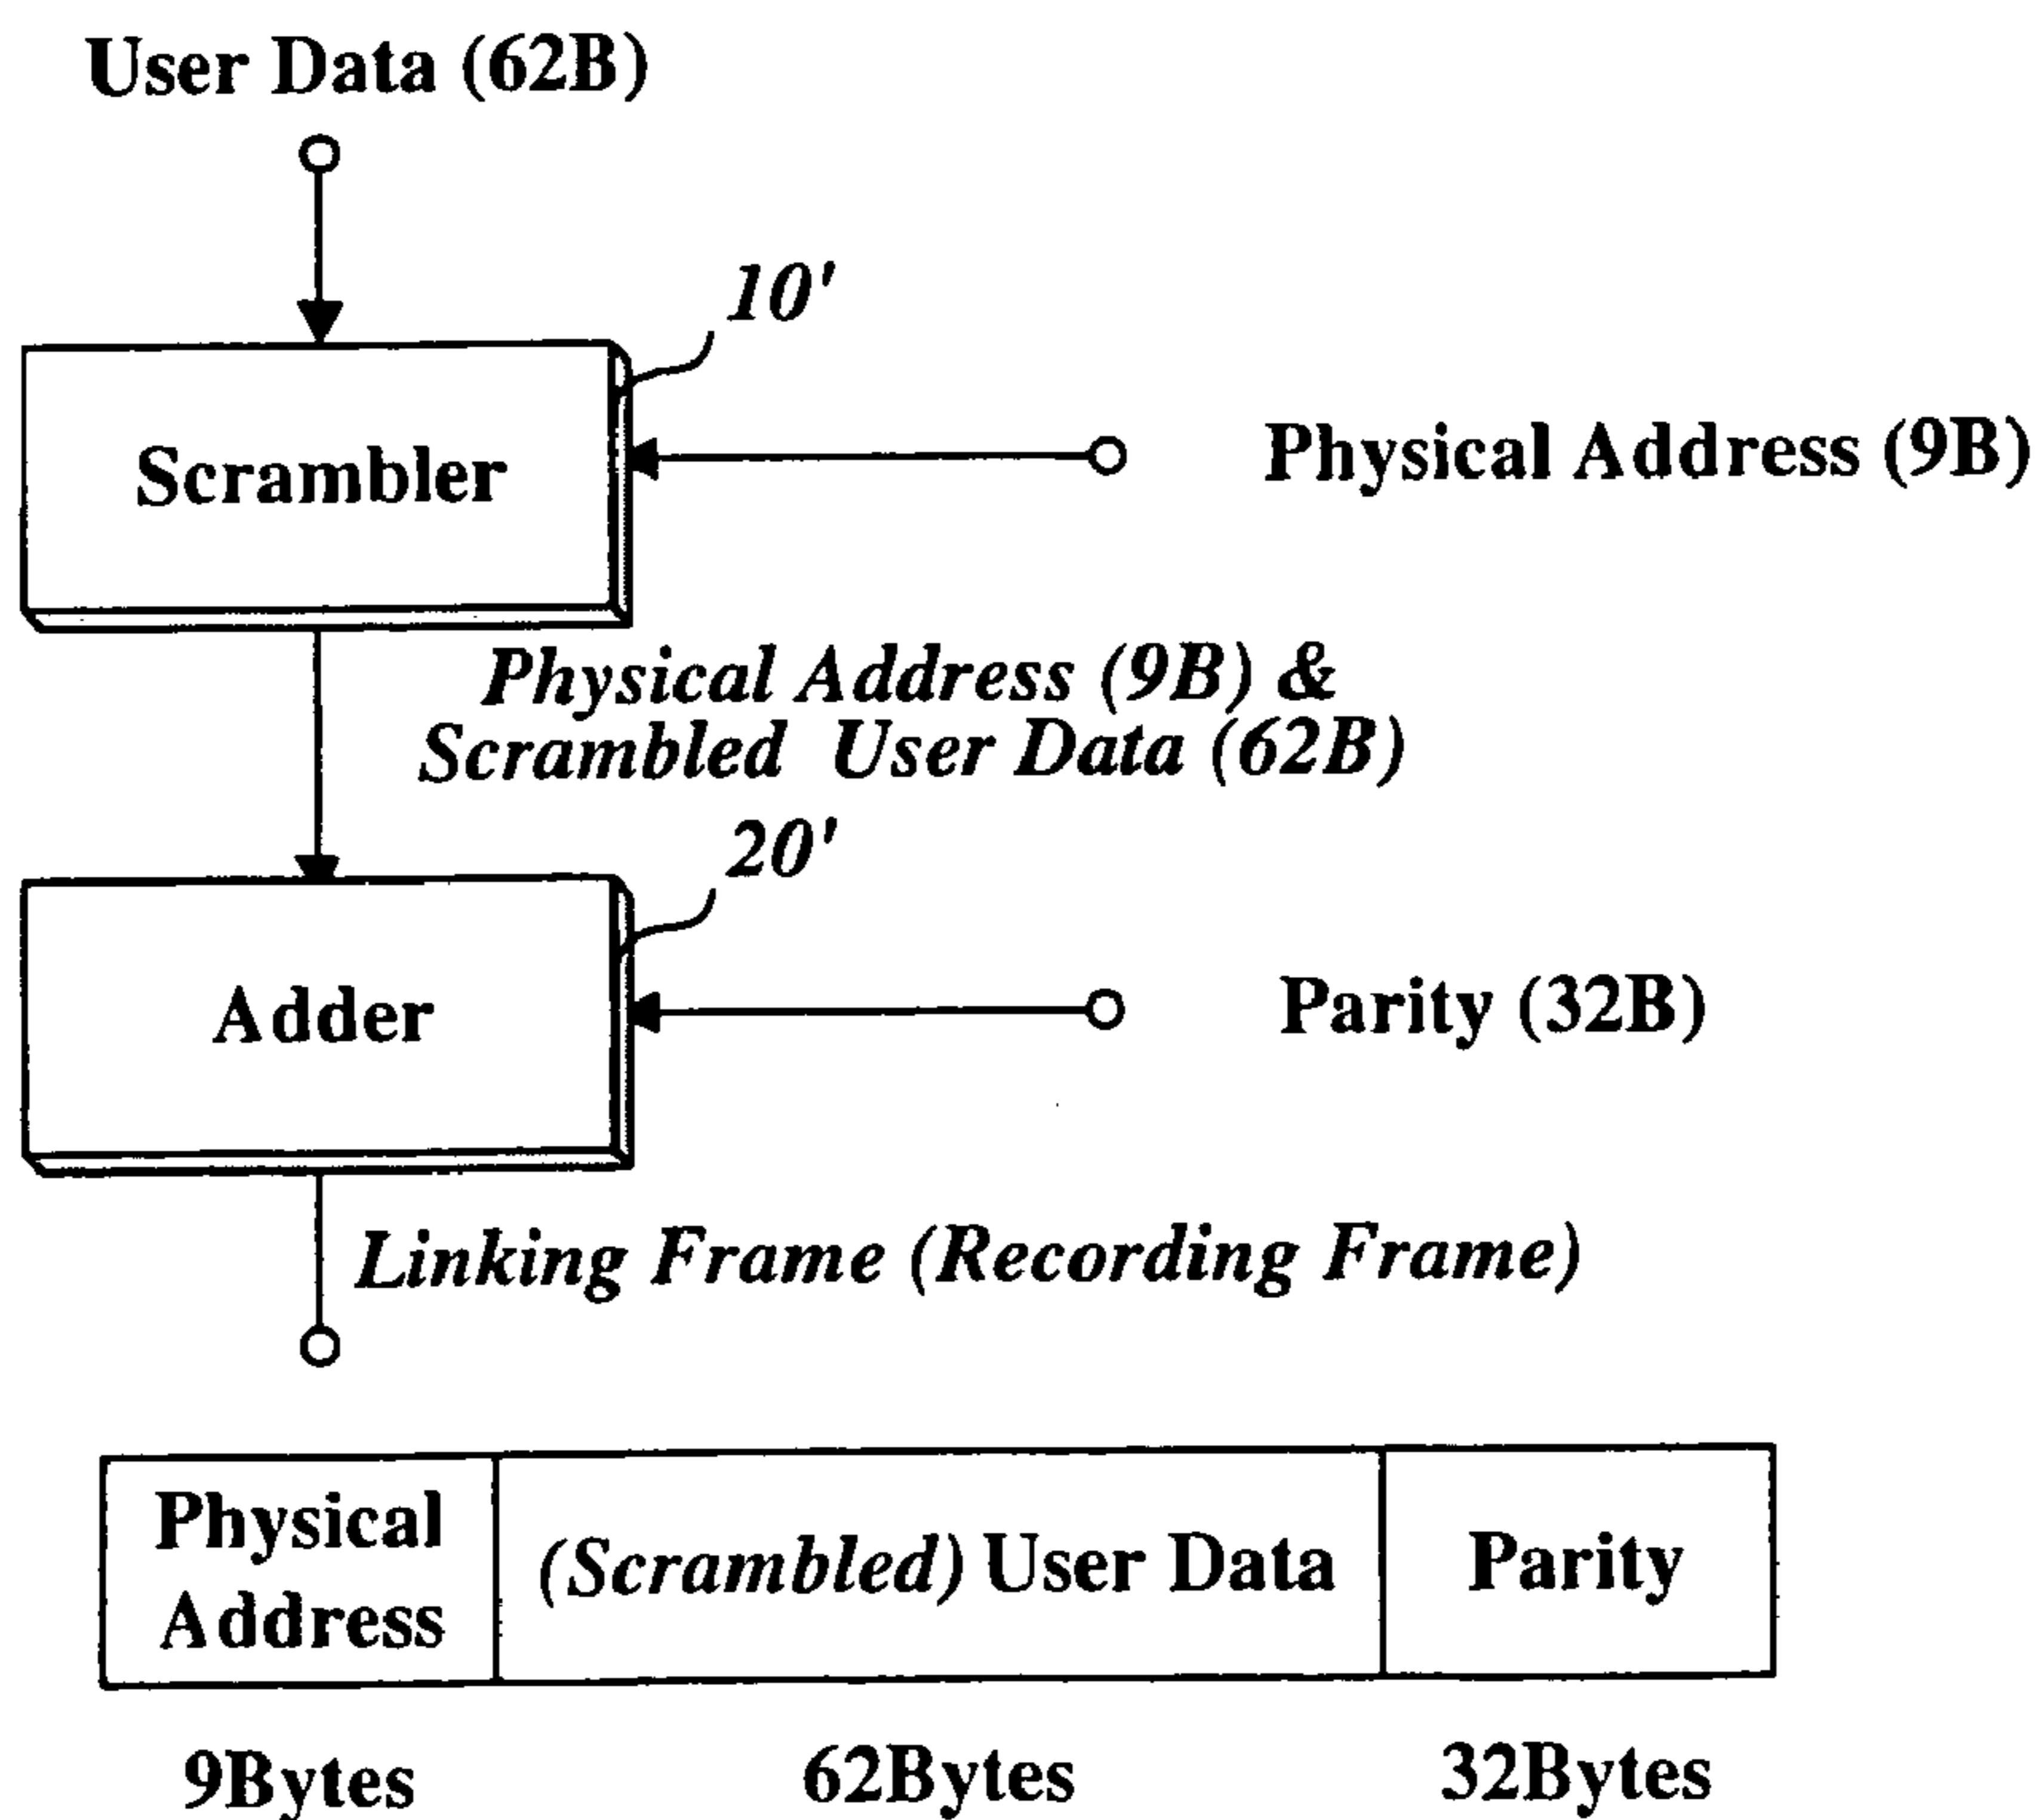 User Data (62B)
10'
Scrambler
Physical Address (9B)
Physical Address (9B) &
Scrambled User Data (62B)
20'
Adder
Parity (32B)
Linking Frame (Recording Frame)
Physical
Address
(Scrambled) User Data
Parity
9Bytes
62Bytes
32Bytes